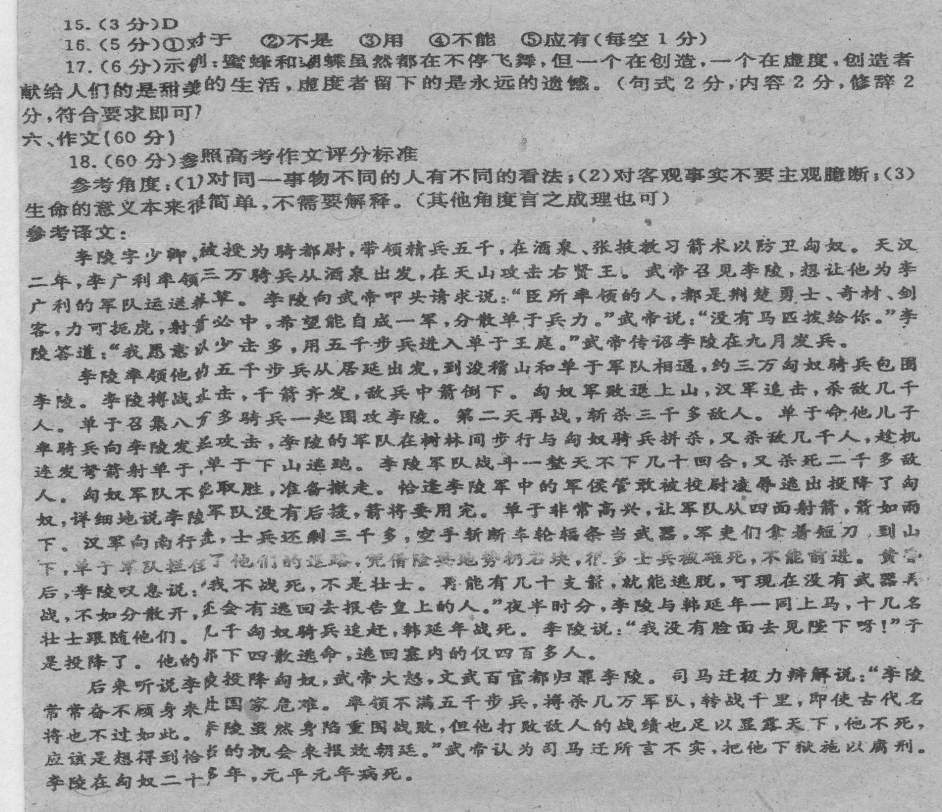 15.(3 分)D
16.(5 分)①对于 ②不是 ③用 ④不能 ⑤应有(每空 1 分)
17.(6 分)示例:蜜蜂和蝴蝶虽然都在不停飞舞,但一个在创造,一个在虚度,创造者
献给人们的是甜美的生活,虚度者留下的是永远的遗憾。(句式 2 分,内容 2 分,修辞 2
分,符合要求即可)
六、作文(60 分)
18.(60 分)参照高考作文评分标准
参考角度:(1)对同一事物不同的人有不同的看法;(2)对客观事实不要主观臆断;(3)
生命的意义本来很简单,不需要解释。(其他角度言之成理也可)
参考译文:
李陵字少卿,被授为骑都尉,带领精兵五千,在酒泉、张掖教习箭术以防卫匈奴。天汉
二年,李广利率领三万骑兵从酒泉出发,在天山攻击右贤王。武帝召见李陵,想让他为李
广利的军队运送粮草。李陵向武帝叩头请求说:“臣所率领的人,都是荆楚勇士、奇材、剑
客,力可扼虎,射者必中,希望能自成一军,分散单于兵力。”武帝说:“没有马匹拨给你。”李
陵答道:“我愿意以少击多,用五千步兵进入单于王庭。”武帝传诏李陵在九月发兵。
李陵率领他的五千步兵从居延出发,到浚稽山和单于军队相遇,约三万匈奴骑兵包围
李陵。李陵搏战击,千箭齐发,敌兵中箭倒下。匈奴军败退上山,汉军追击,杀敌几千
人。单于召集八万多骑兵一起围攻李陵。第二天再战,斩杀三千多敌人。单于命他儿子
率骑兵向李陵发起攻击,李陵的军队在树林间步行与匈奴骑兵拼杀,又杀敌几千人,趁机
连发弩箭射单于,单于下山逃跑。李陵军队战斗一整天不下几十回合,又杀死二千多敌
人。匈奴军队不能取胜,准备撤走。恰逢李陵军中的军侯管敢被校尉凌辱逃出投降了匈
奴,详细地说李陵军队没有后援,箭将要用完。单于非常高兴,让军队从四面射箭,箭如雨
下。汉军向南行走,士兵还剩三千多,空手斩断车轮辐条当武器,军吏们拿着短刀,到山
下,单于军队拦住了他们的退路,凭借险要地势扔石块,很多士兵被砸死,不能前进。黄昏
后,李陵叹息说:“我不战死,不是壮士。再能有几十支箭,就能逃脱,可现在没有武器再
战,不如分散开,还会有逃回去报告皇上的人。”夜半时分,李陵与韩延年一同上马,十几名
壮士跟随他们。几千匈奴骑兵追赶,韩延年战死。李陵说:“我没有脸面去见陛下呀!”于
是投降了。他的部下四散逃命,逃回塞内的仅四百多人。
后来听说李陵投降匈奴,武帝大怒,文武百官都归罪李陵。司马迁极力辩解说:“李陵
常常奋不顾身来赴国家危难。率领不满五千步兵,搏杀几万军队,转战千里,即使古代名
将也不过如此。李陵虽然身陷重围战败,但他打败敌人的战绩也足以显露天下,他不死,
应该是想得到恰当的机会来报效朝廷。”武帝认为司马迁所言不实,把他下狱施以腐刑。
李陵在匈奴二十多年,元平元年病死。